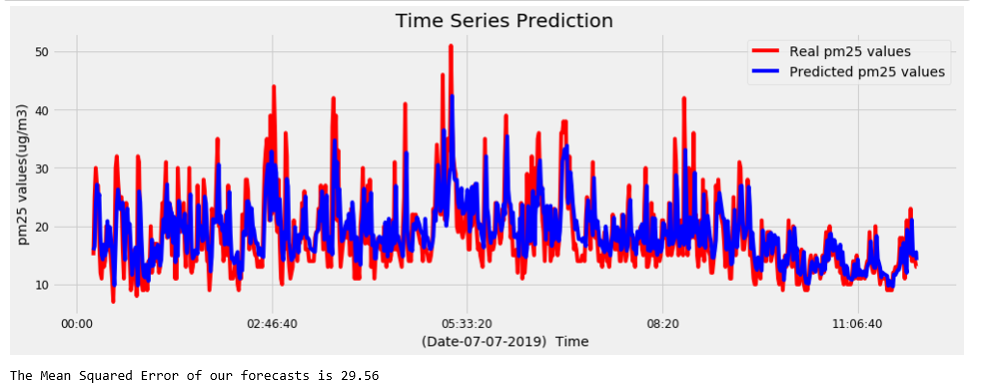 Time Series Prediction
Real pm25 values
Predicted pm25 values
pm25 values(ug/m3)
50
40
30
20
10
00:00 02:46:40 05:33:20 08:20 11:06:40
(Date-07-07-2019) Time
The Mean Squared Error of our forecasts is 29.56